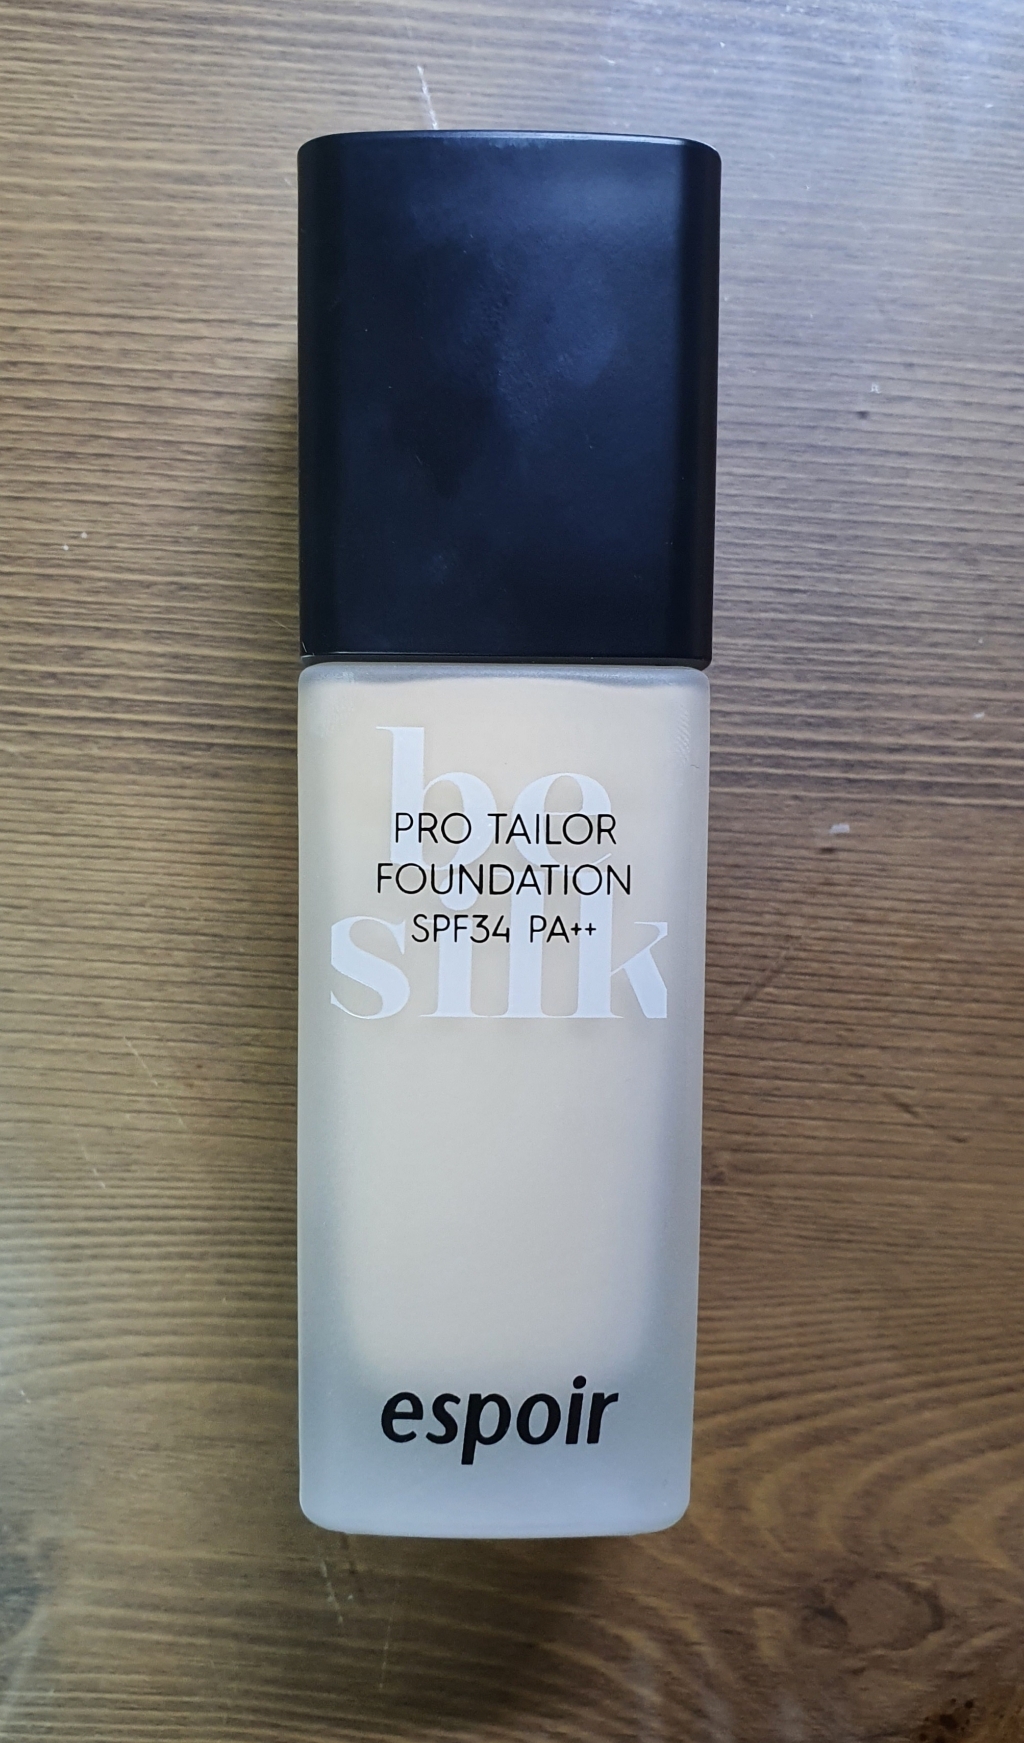 be
silk
PRO TAILOR
FOUNDATION
SPF34 PA++
espoir